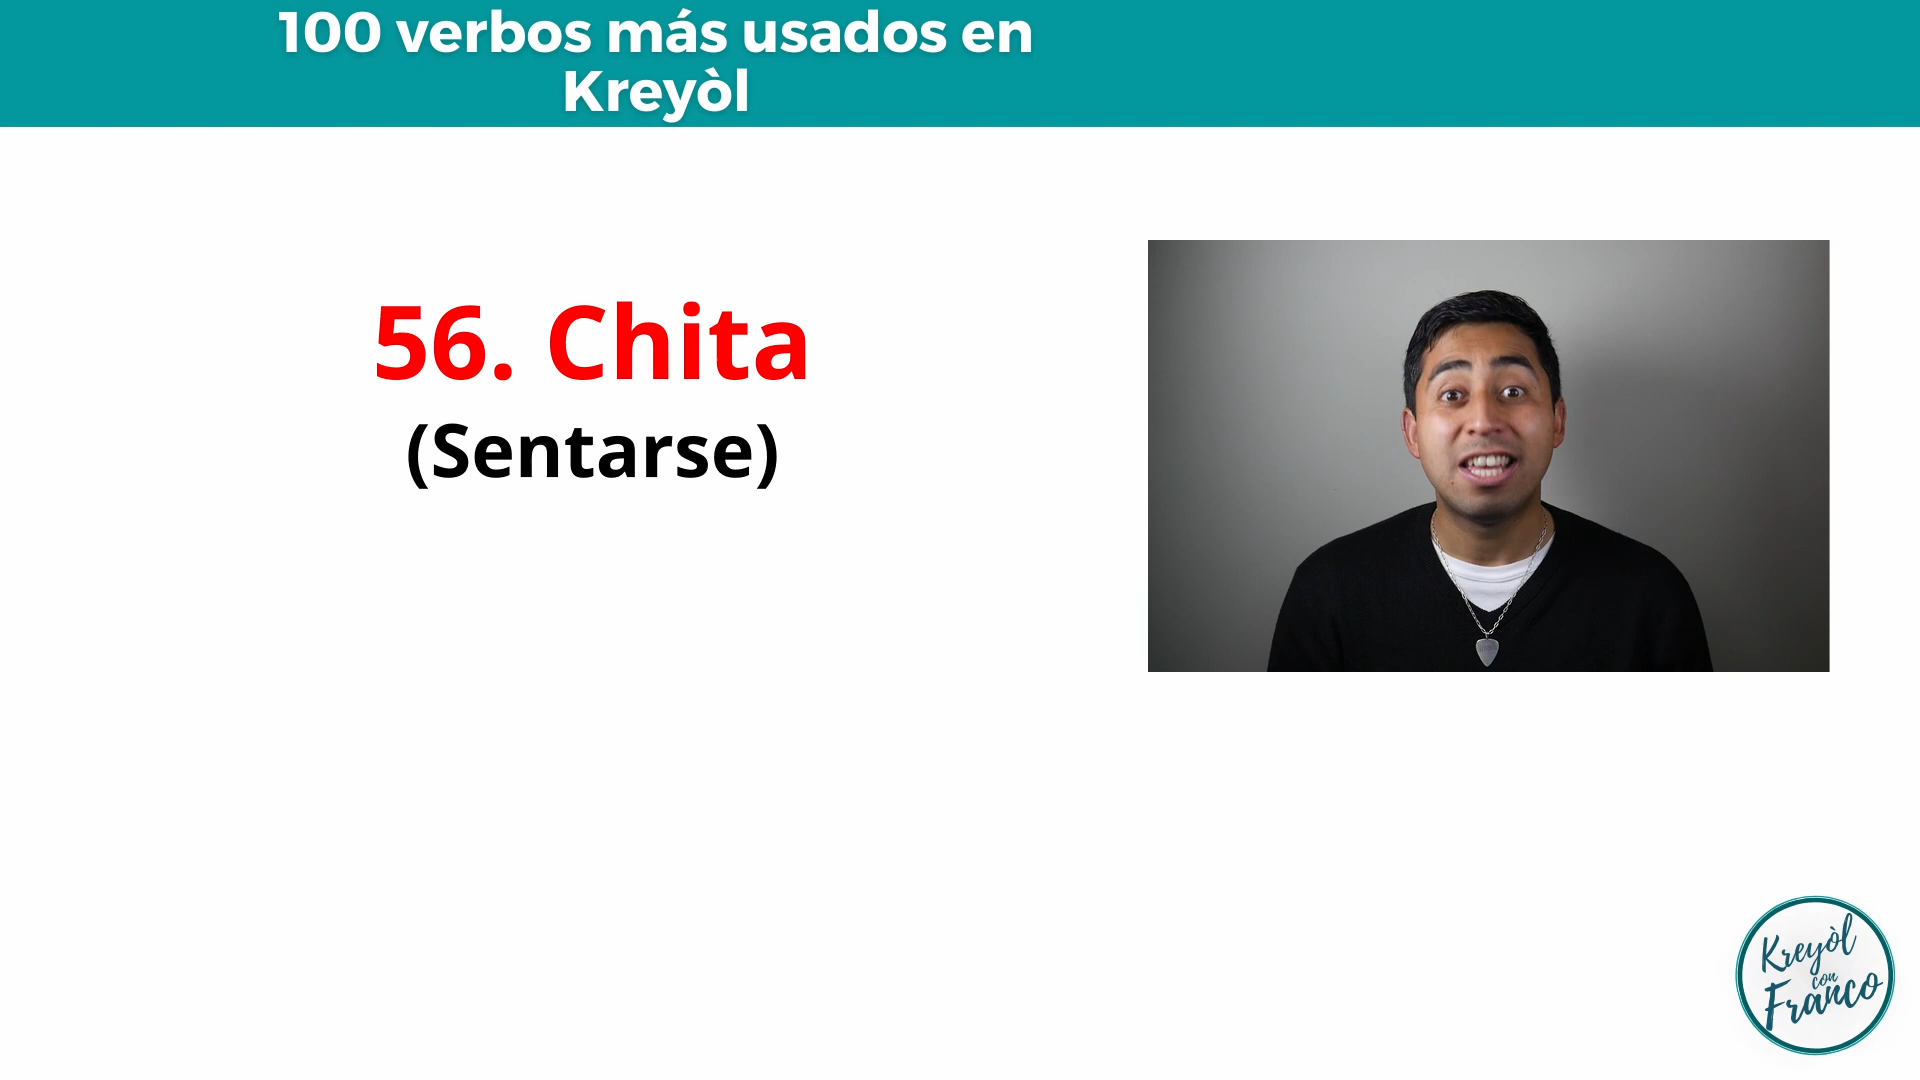 100 verbos más usados en
Kreyòl
56. Chita
(Sentarse)
Kreyòl
con
Franco